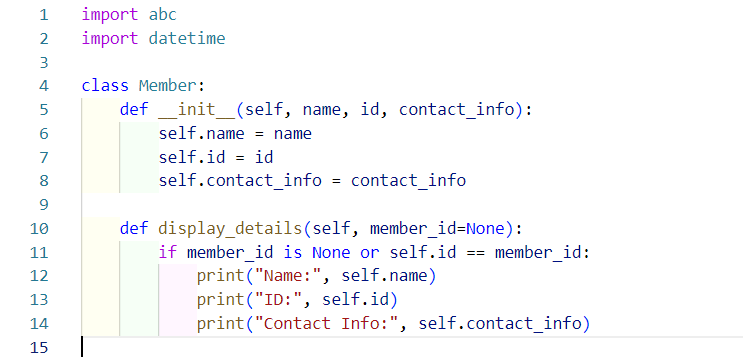 1 import abc
2 import datetime
3
4 class Member:
5     def __init__(self, name, id, contact_info):
6         self.name = name
7         self.id = id
8         self.contact_info = contact_info
9
10     def display_details(self, member_id=None):
11         if member_id is None or self.id == member_id:
12             print("Name:", self.name)
13             print("ID:", self.id)
14             print("Contact Info:", self.contact_info)
15